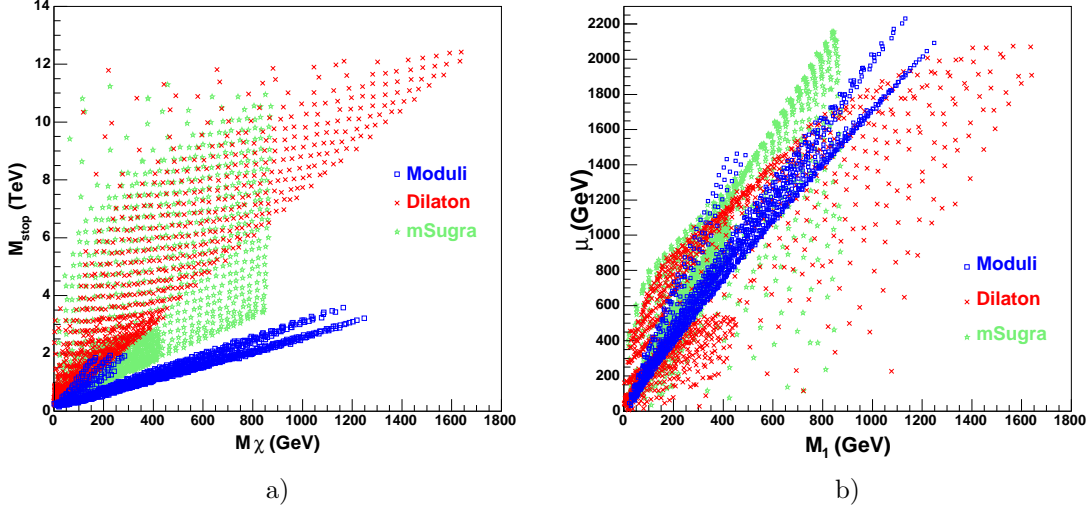 14
12
10
8
6
4
2
0
M_stop (TeV)
0 200 400 600 800 1000 1200 1400 1600 1800
M χ (GeV)
Moduli
Dilaton
mSugra
a)
2200
2000
1800
1600
1400
1200
1000
800
600
400
200
0
μ (GeV)
0 200 400 600 800 1000 1200 1400 1600 1800
M_1 (GeV)
Moduli
Dilaton
mSugra
b)